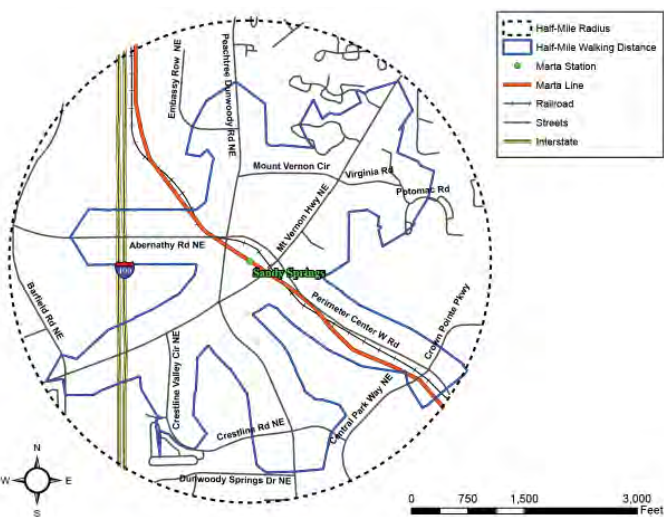 Half-Mile Radius
Half-Mile Walking Distance
Marta Station
Marta Line
Railroad
Streets
Interstate
Embassy Row NE
Peachtree Dunwoody Rd NE
Mount Vernon Cir
Virginia Rd
Potomac Rd
Mt Vernon Hwy NE
Abernathy Rd NE
Sandy Springs
Barfield Rd NE
Perimeter Center W Rd
Crown Pointe Pkwy
Crestline Valley Cir NE
Central Park Way NE
Crestline Rd NE
Dunwoody Springs Dr NE
N
W E
S
0 750 1,500 3,000
Feet